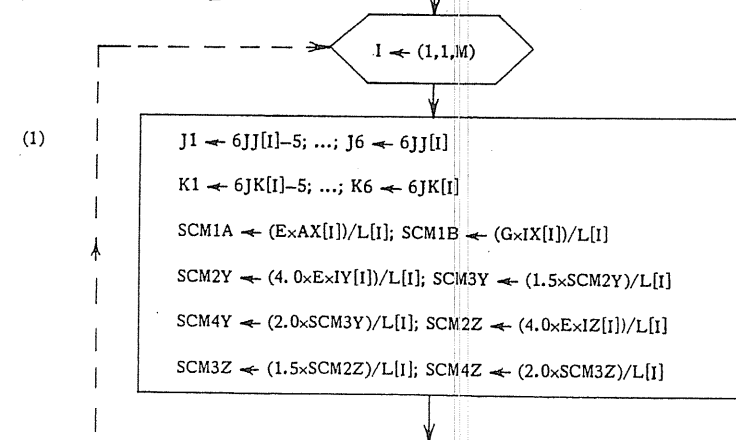 I ← (1,1,M)
(1)
J1 ← 6JJ[I]–5; ...; J6 ← 6JJ[I]
K1 ← 6JK[I]–5; ...; K6 ← 6JK[I]
SCM1A ← (E×AX[I])/L[I]; SCM1B ← (G×IX[I])/L[I]
SCM2Y ← (4.0×E×IY[I])/L[I]; SCM3Y ← (1.5×SCM2Y)/L[I]
SCM4Y ← (2.0×SCM3Y)/L[I]; SCM2Z ← (4.0×E×IZ[I])/L[I]
SCM3Z ← (1.5×SCM2Z)/L[I]; SCM4Z ← (2.0×SCM3Z)/L[I]